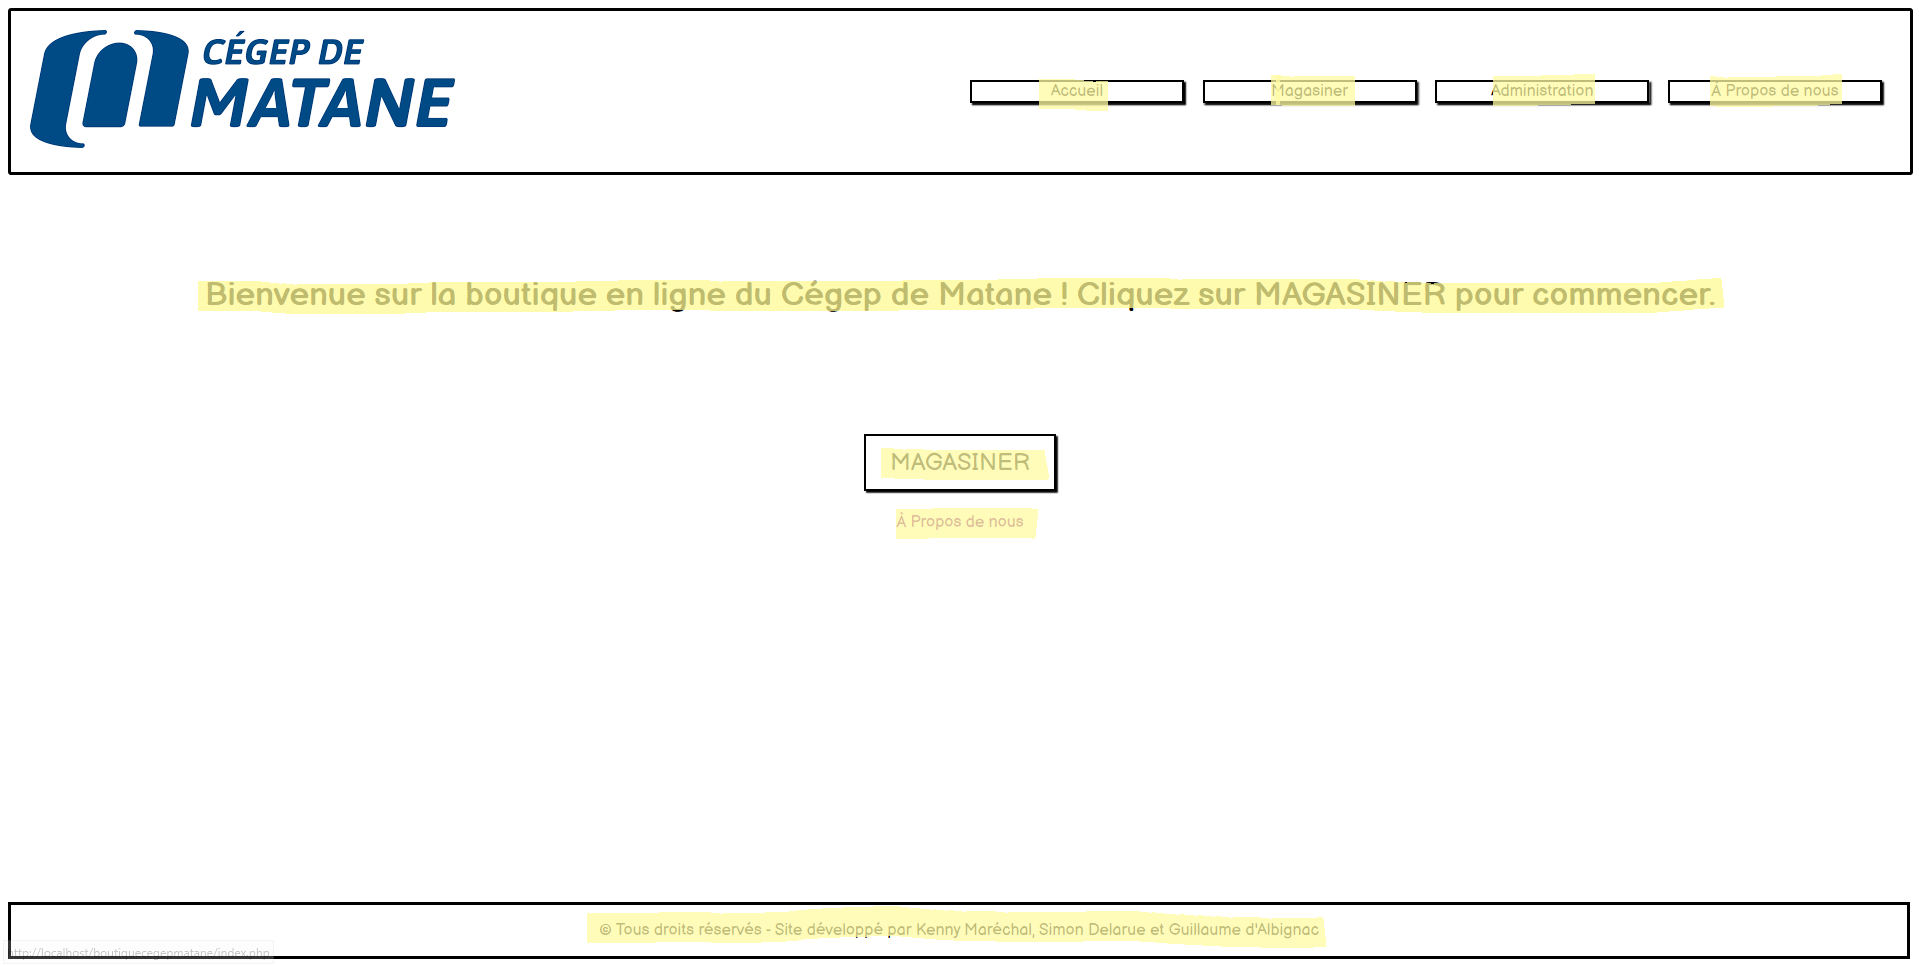 CÉGEP DE
MATANE
Accueil
Magasiner
Administration
À Propos de nous
Bienvenue sur la boutique en ligne du Cégep de Matane ! Cliquez sur MAGASINER pour commencer.
MAGASINER
À Propos de nous
© Tous droits réservés - Site développé par Kenny Maréchal, Simon Delarue et Guillaume d'Albignac
http://localhost/boutiquecegepmatane/index.php